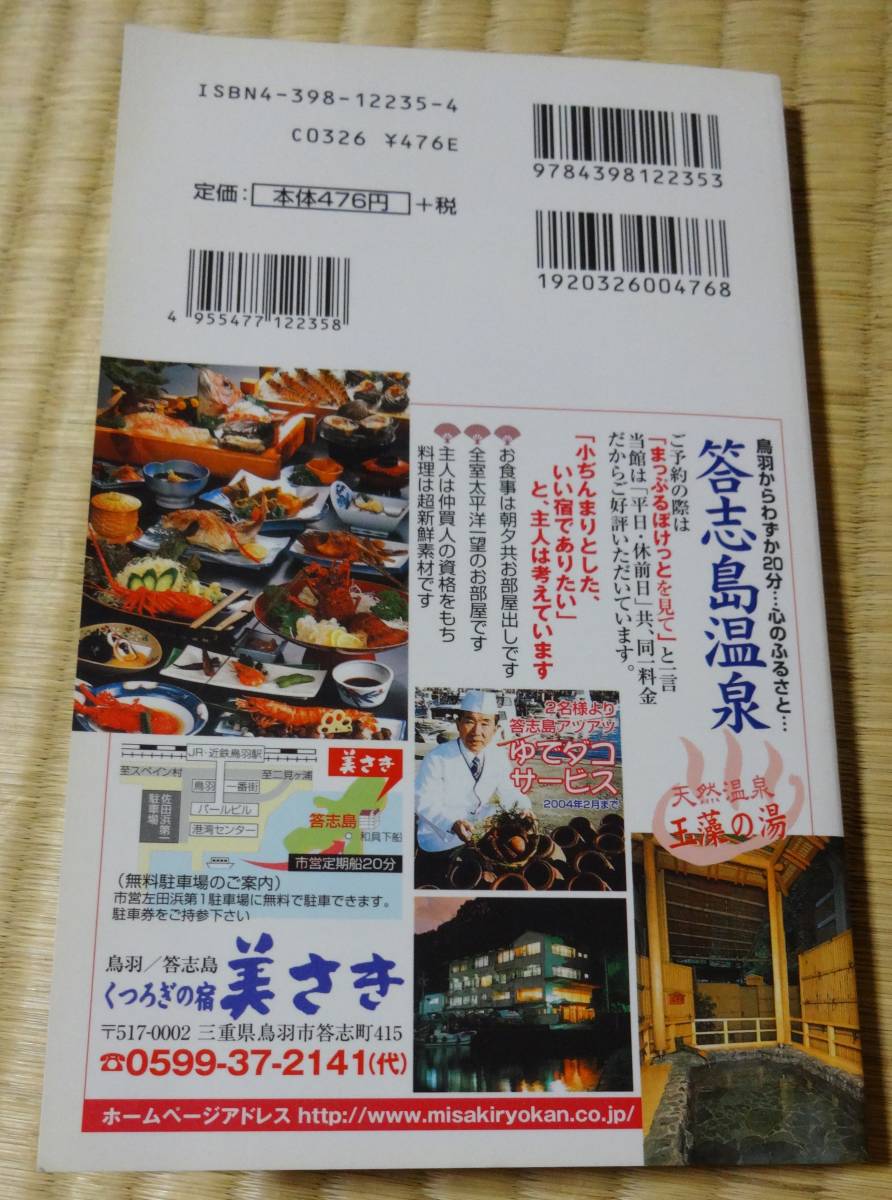 ISBN4-398-12235-4
C0326 ¥476E
定価：本体476円＋税
9784398122353
1920326004768
4 955477 122358
鳥羽からわずか20分…心のふるさと…
答志島温泉
ご予約の際は
「まっぷるぽけっとを見て」と一言
当館は「平日・休前日」共、同一料金
だからご好評いただいています。
「小ぢんまりとした、
いい宿でありたい」
と、主人は考えています
お食事は朝夕共お部屋出しです
全室太平洋一望のお部屋です
主人は仲買人の資格をもち
料理は超新鮮素材です
2名様より
答志島アツアツ
ゆでダコ
サービス
2004年2月まで
天然温泉
玉藻の湯
JR・近鉄鳥羽駅
至スペイン村
至二見ヶ浦
鳥羽一番街
パールビル
港湾センター
佐田浜第一
駐車場
美さき
答志島
和具下船
市営定期船20分
（無料駐車場のご案内）
市営左田浜第1駐車場に無料で駐車できます。
駐車券をご持参下さい
鳥羽／答志島
くつろぎの宿 美さき
〒517-0002 三重県鳥羽市答志町415
☎0599-37-2141(代)
ホームページアドレス http://www.misakiryokan.co.jp/